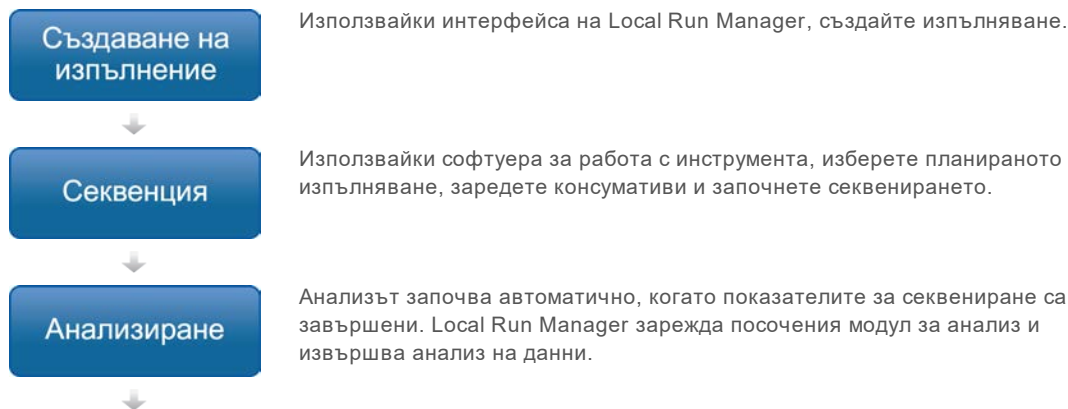 Създаване на
изпълнение
Използвайки интерфейса на Local Run Manager, създайте изпълняване.
Секвенция
Използвайки софтуера за работа с инструмента, изберете планираното
изпълняване, заредете консумативи и започнете секвенирането.
Анализиране
Анализът започва автоматично, когато показателите за секвениране са
завършени. Local Run Manager зарежда посочения модул за анализ и
извършва анализ на данни.